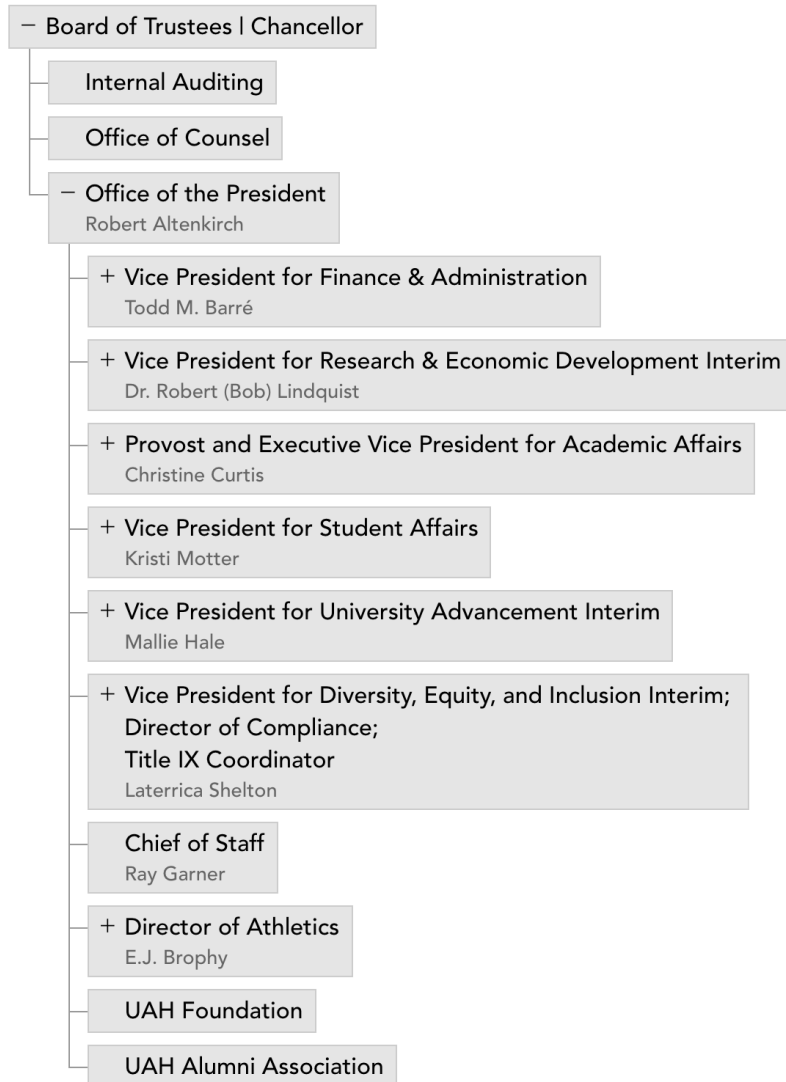 − Board of Trustees | Chancellor
Internal Auditing
Office of Counsel
− Office of the President
Robert Altenkirch
+ Vice President for Finance & Administration
Todd M. Barré
+ Vice President for Research & Economic Development Interim
Dr. Robert (Bob) Lindquist
+ Provost and Executive Vice President for Academic Affairs
Christine Curtis
+ Vice President for Student Affairs
Kristi Motter
+ Vice President for University Advancement Interim
Mallie Hale
+ Vice President for Diversity, Equity, and Inclusion Interim;
Director of Compliance;
Title IX Coordinator
Laterrica Shelton
Chief of Staff
Ray Garner
+ Director of Athletics
E.J. Brophy
UAH Foundation
UAH Alumni Association